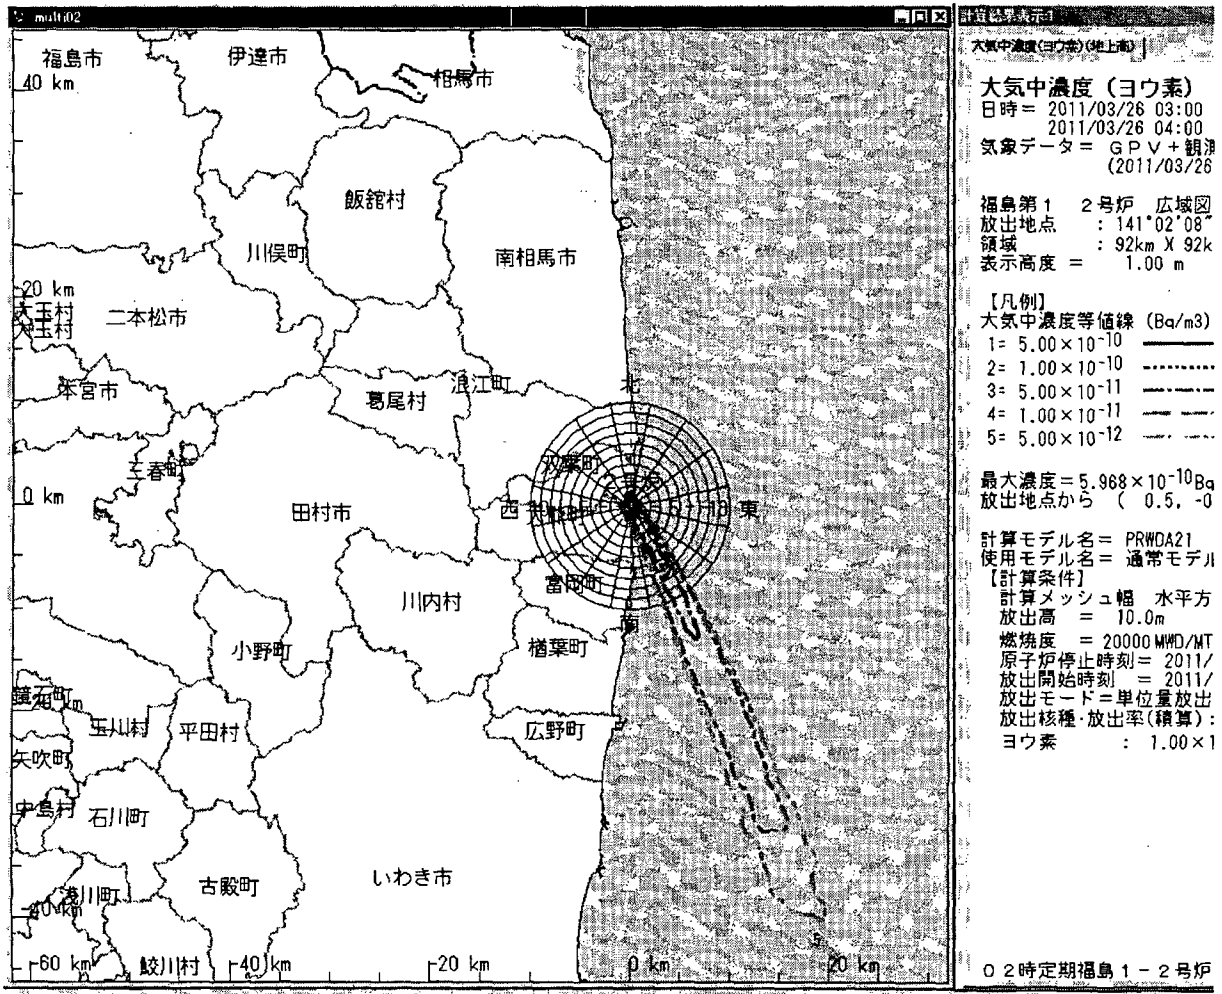 multi02
福島市
伊達市
相馬市
40 km
飯舘村
川俣町
南相馬市
20 km
大玉村
大玉村
二本松市
本宮市
葛尾村
浪江町
北
三春町
双葉町
0 km
田村市
西
東
富岡町
川内村
南
小野町
楢葉町
鏡石町
玉川村
平田村
広野町
矢吹町
中島村
石川町
浅川町
古殿町
いわき市
-40 km
5
-60 km
鮫川村
-40 km
-20 km
0 km
20 km
計算結果表示
大気中濃度(ヨウ素)(地上高)
大気中濃度(ヨウ素)
日時= 2011/03/26 03:00
2011/03/26 04:00
気象データ= GPV+観測
(2011/03/26
福島第1 2号炉 広域図
放出地点 : 141°02'08"
領域 : 92km X 92k
表示高度 = 1.00 m
【凡例】
大気中濃度等値線 (Bq/m3)
1= 5.00×10-10
2= 1.00×10-10
3= 5.00×10-11
4= 1.00×10-11
5= 5.00×10-12
最大濃度=5.968×10-10Bq
放出地点から ( 0.5, -0
計算モデル名= PRWDA21
使用モデル名= 通常モデル
【計算条件】
計算メッシュ幅 水平方
放出高 = 10.0m
燃焼度 = 20000MWD/MT
原子炉停止時刻= 2011/
放出開始時刻 = 2011/
放出モード=単位量放出
放出核種・放出率(積算):
ヨウ素 : 1.00×1
02時定期福島1-2号炉